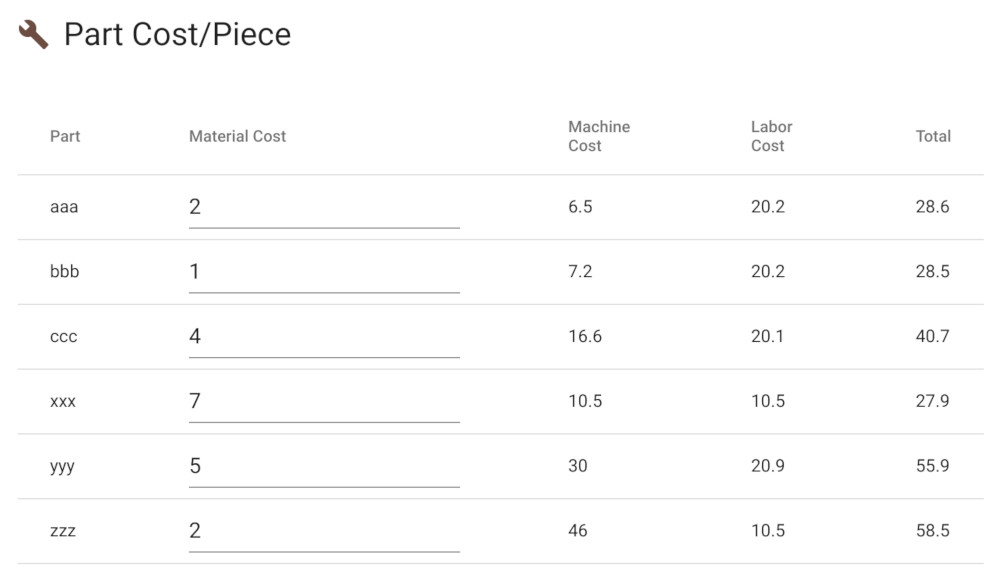 Part Cost/Piece
Part Material Cost Machine Cost Labor Cost Total
aaa 2 6.5 20.2 28.6
bbb 1 7.2 20.2 28.5
ccc 4 16.6 20.1 40.7
xxx 7 10.5 10.5 27.9
yyy 5 30 20.9 55.9
zzz 2 46 10.5 58.5